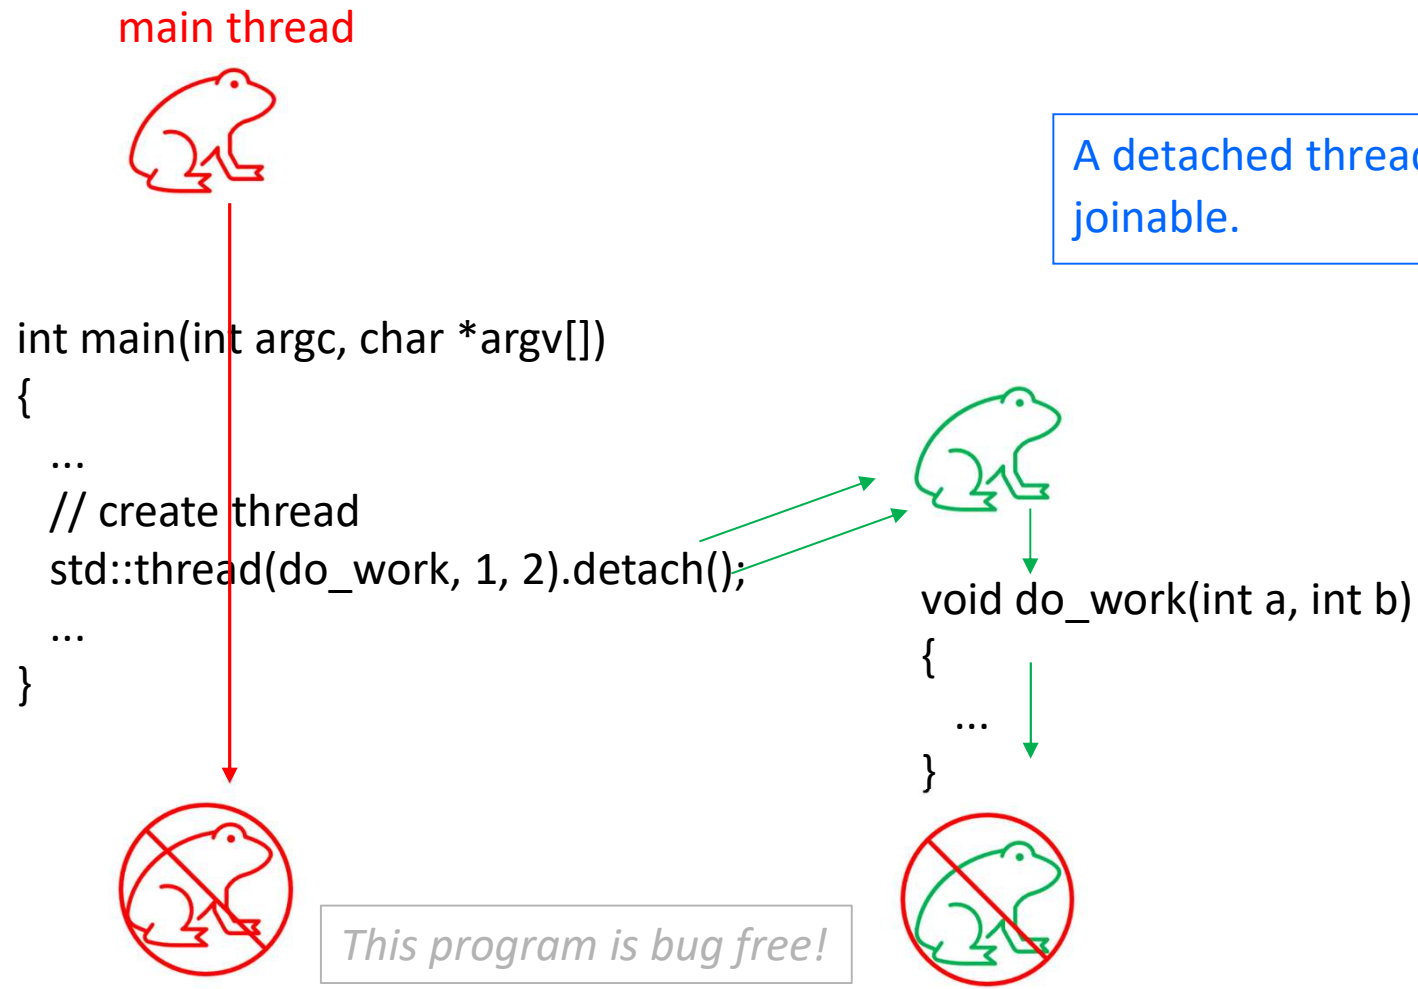 main thread
A detached thread
joinable.
int main(int argc, char *argv[])
{
...
// create thread
std::thread(do_work, 1, 2).detach();
...
}
void do_work(int a, int b)
{
...
}
This program is bug free!